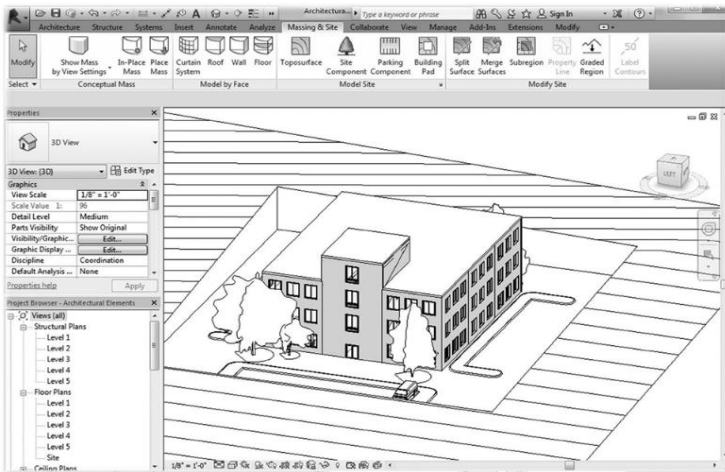 Architectura...
Type a keyword or phrase
Sign In
Architecture Structure Systems Insert Annotate Analyze Massing & Site Collaborate View Manage Add-Ins Extensions Modify
Modify
Show Mass
by View Settings
In-Place
Mass
Place
Mass
Curtain
System
Roof
Wall
Floor
Toposurface
Site
Component
Parking
Component
Building
Pad
Split
Surface
Merge
Surfaces
Subregion
Property
Line
Graded
Region
50
Label
Contours
Select
Conceptual Mass
Model by Face
Model Site
Modify Site
Properties
3D View
3D View: {3D}
Edit Type
Graphics
View Scale 1/8" = 1'-0"
Scale Value 1: 96
Detail Level Medium
Parts Visibility Show Original
Visibility/Graphic... Edit...
Graphic Display ... Edit...
Discipline Coordination
Default Analysis ... None
Properties help
Apply
Project Browser - Architectural Elements
Views (all)
Structural Plans
Level 1
Level 2
Level 3
Level 4
Level 5
Floor Plans
Level 1
Level 2
Level 3
Level 4
Level 5
Site
Ceiling Plans
LEFT
1/8" = 1'-0"